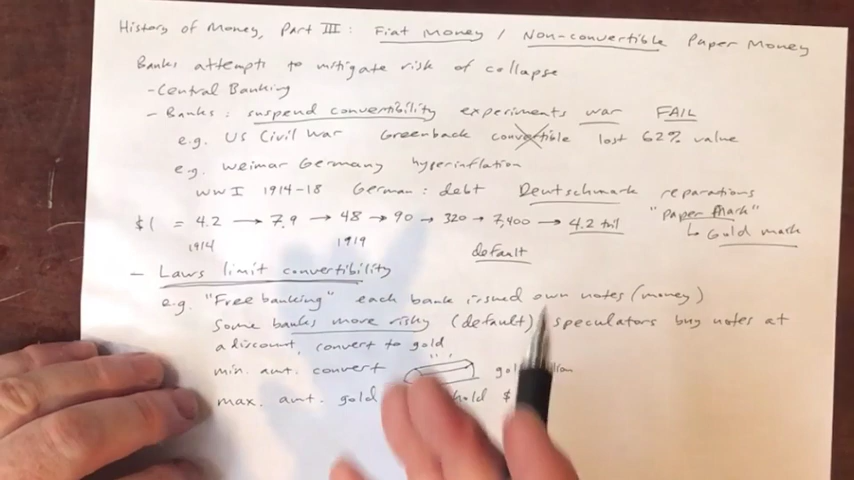 History of Money, Part III: Fiat Money / Non-convertible Paper Money
Banks attempts to mitigate risk of collapse
- Central Banking
- Banks: suspend convertibility experiments war FAIL
e.g. US Civil War Greenback convertible lost 62% value
e.g. Weimar Germany hyperinflation
WWI 1914-18 German: debt Deutschmark reparations
"Paper Mark"
$1 = 4.2 → 7.9 → 48 → 90 → 320 → 7,400 → 4.2 tril
↳ Gold mark
1914 1919
default
- Laws limit convertibility
e.g. "Free banking" each bank issued own notes (money)
Some banks more risky (default) speculators buy notes at
a discount, convert to gold
min. amt. convert gol
max. amt. gold hold $